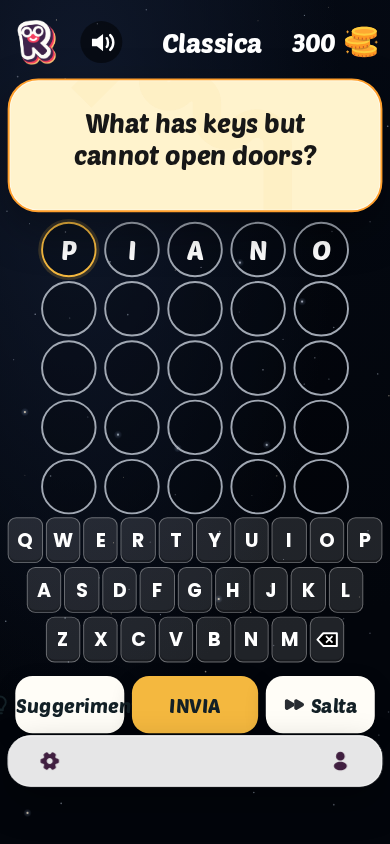 R
Classica
300
What has keys but
cannot open doors?
P I A N O
Q W E R T Y U I O P
A S D F G H J K L
Z X C V B N M
Suggerimen
INVIA
Salta